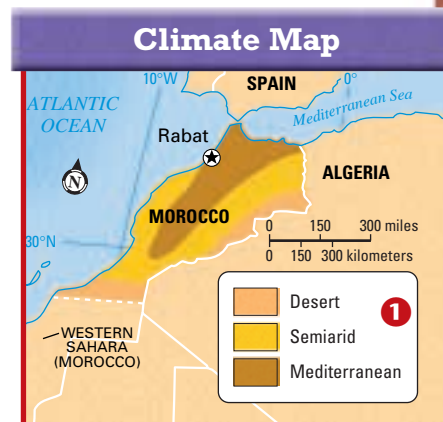 Climate Map
10°W
SPAIN
0°
ATLANTIC
OCEAN
Mediterranean Sea
Rabat
ALGERIA
N
MOROCCO
0 150 300 miles
0 150 300 kilometers
30°N
Desert
1
Semiarid
Mediterranean
WESTERN
SAHARA
(MOROCCO)